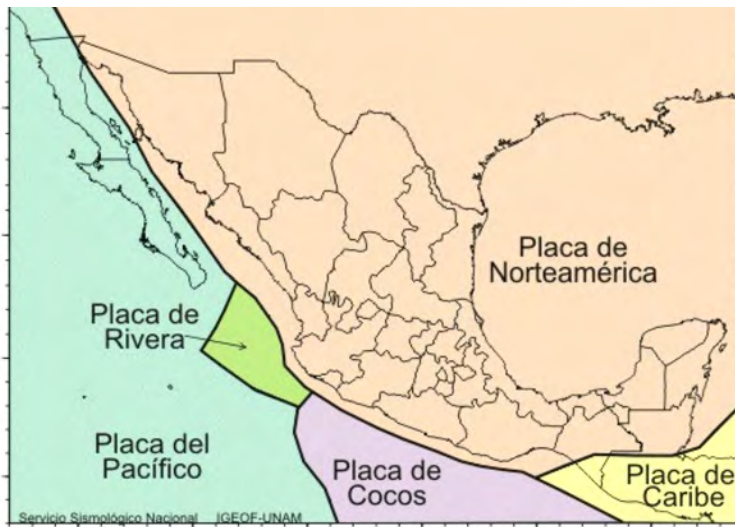 Placa de
Norteamérica
Placa de
Rivera
Placa del
Pacífico
Placa de
Cocos
Placa de
Caribe
Servicio Sismológico Nacional IGEOF-UNAM